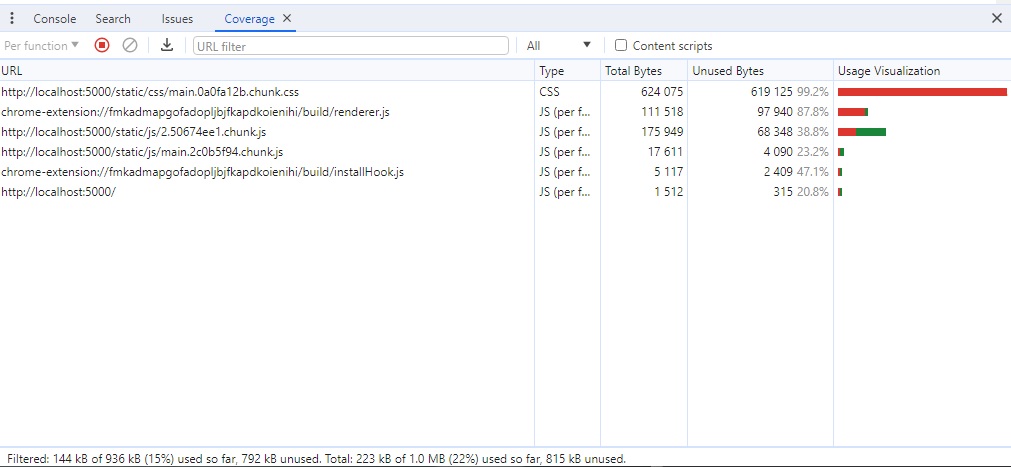 Console Search Issues Coverage
Per function URL filter All Content scripts
URL Type Total Bytes Unused Bytes Usage Visualization
http://localhost:5000/static/css/main.0a0fa12b.chunk.css CSS 624 075 619 125 99.2%
chrome-extension://fmkadmapgofadopljbjfkapdkoienihi/build/renderer.js JS (per f... 111 518 97 940 87.8%
http://localhost:5000/static/js/2.50674ee1.chunk.js JS (per f... 175 949 68 348 38.8%
http://localhost:5000/static/js/main.2c0b5f94.chunk.js JS (per f... 17 611 4 090 23.2%
chrome-extension://fmkadmapgofadopljbjfkapdkoienihi/build/installHook.js JS (per f... 5 117 2 409 47.1%
http://localhost:5000/ JS (per f... 1 512 315 20.8%
Filtered: 144 kB of 936 kB (15%) used so far, 792 kB unused. Total: 223 kB of 1.0 MB (22%) used so far, 815 kB unused.